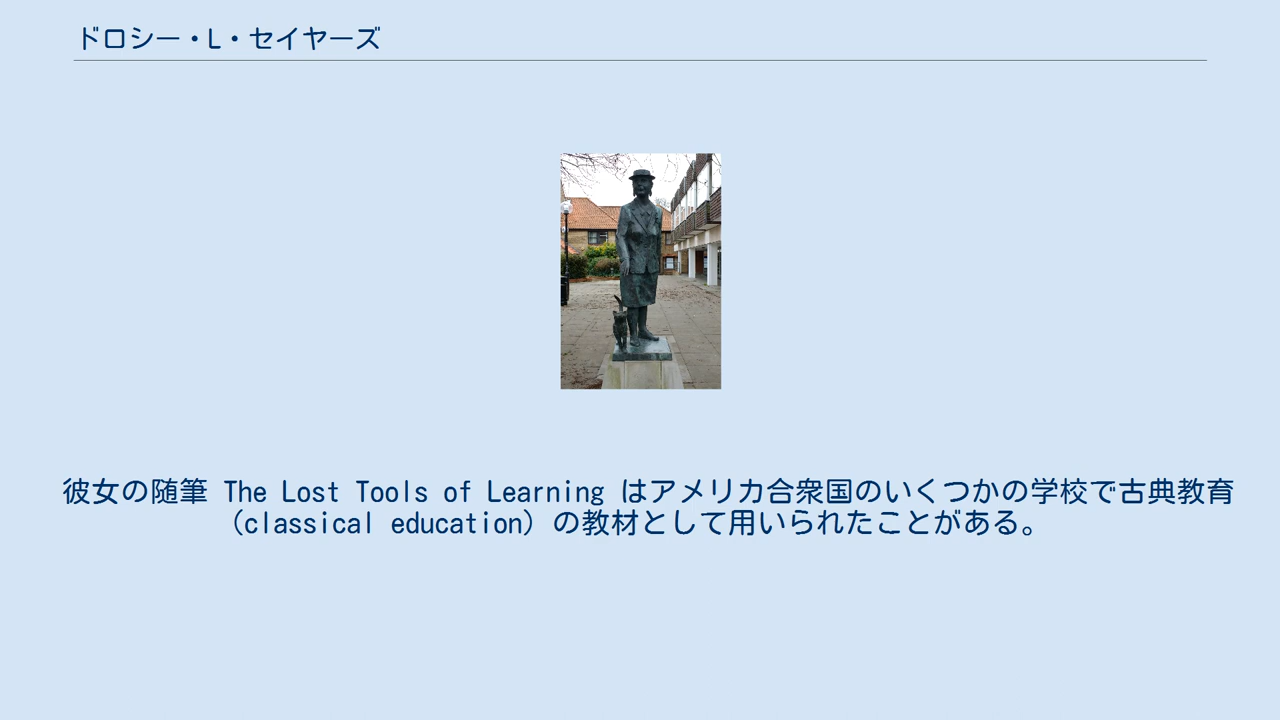 ドロシー・L・セイヤーズ
彼女の随筆 The Lost Tools of Learning はアメリカ合衆国のいくつかの学校で古典教育
（classical education）の教材として用いられたことがある。